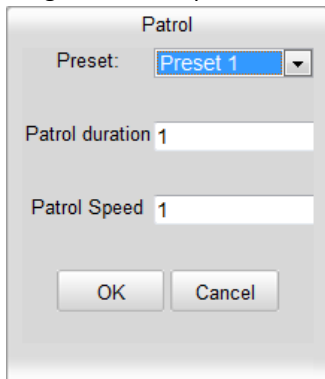 Patrol
Preset: Preset 1
Patrol duration 1
Patrol Speed 1
OK Cancel